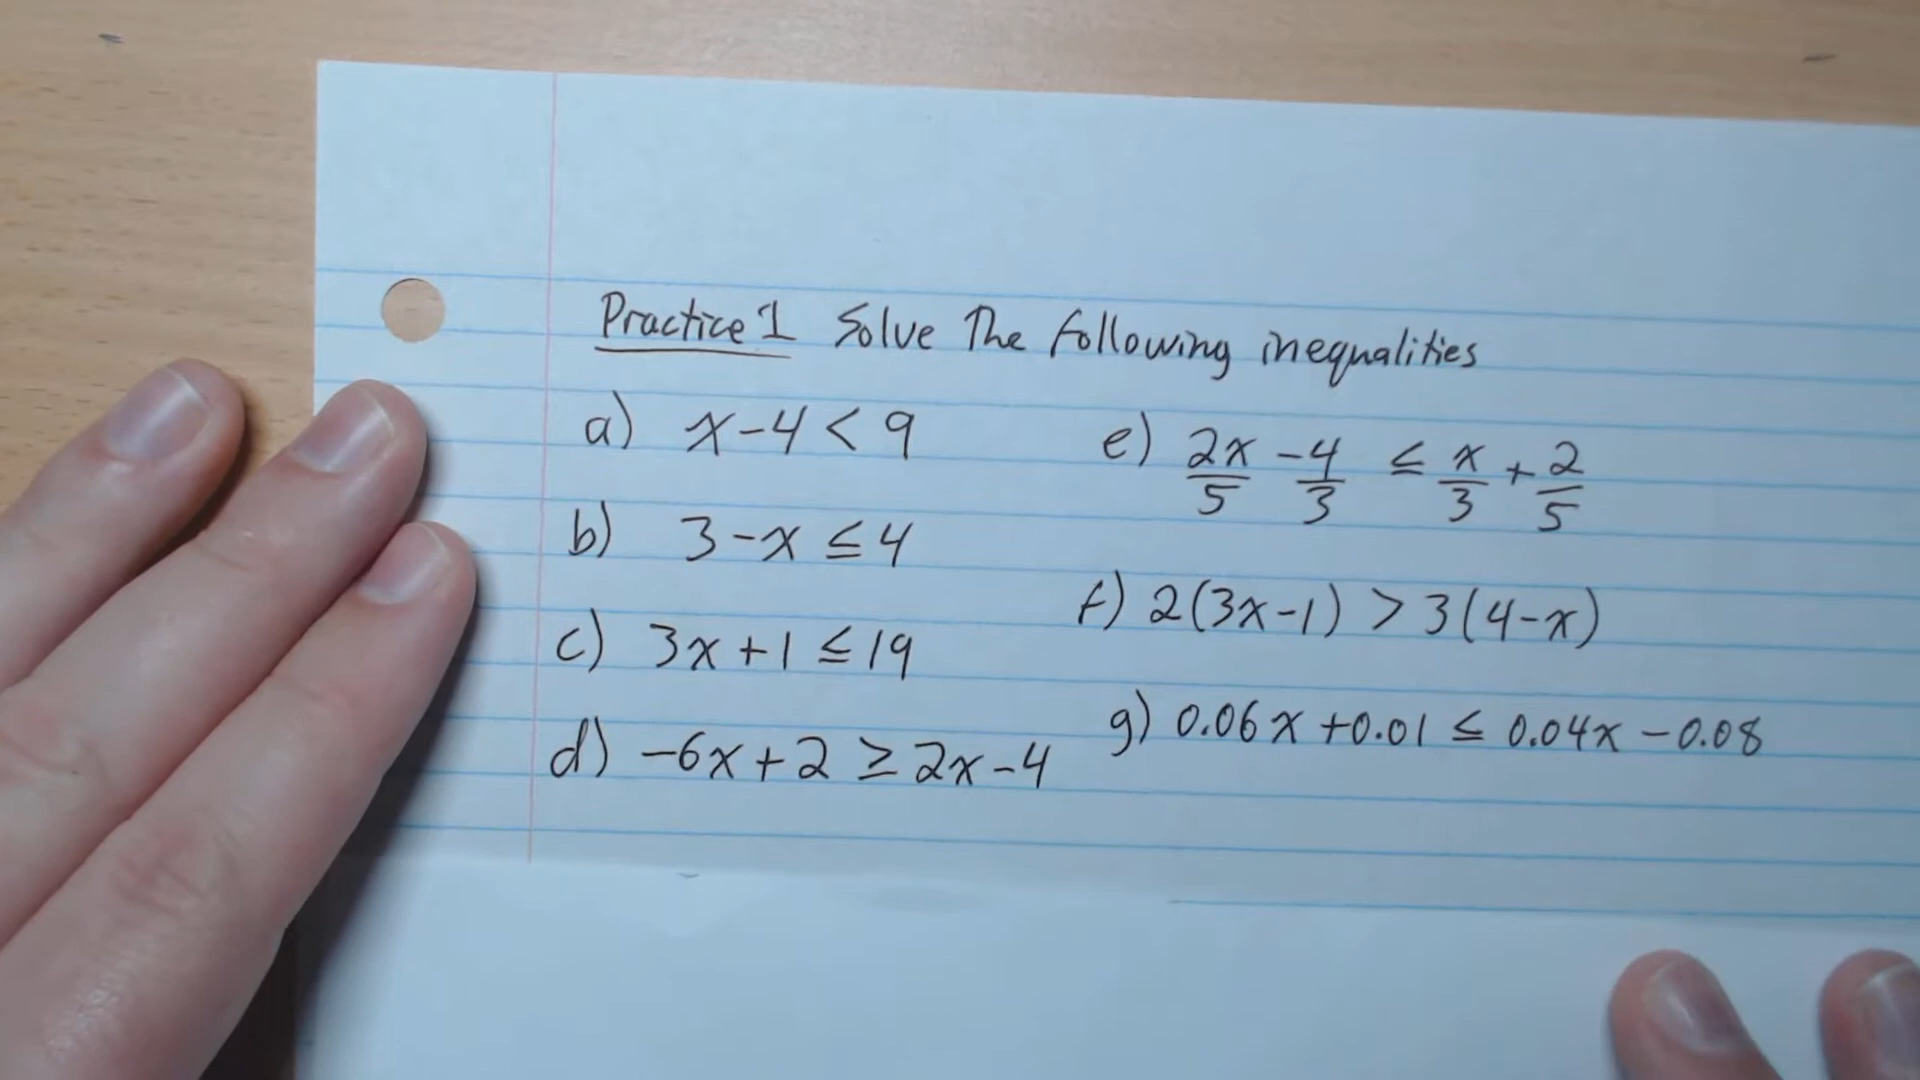 Practice 1 Solve The following inequalities
a) x-4 < 9
b) 3-x ≤ 4
c) 3x+1 ≤ 19
d) -6x+2 ≥ 2x-4
e) 2x/5 - 4/3 ≤ x/3 + 2/5
f) 2(3x-1) > 3(4-x)
g) 0.06x +0.01 ≤ 0.04x -0.08